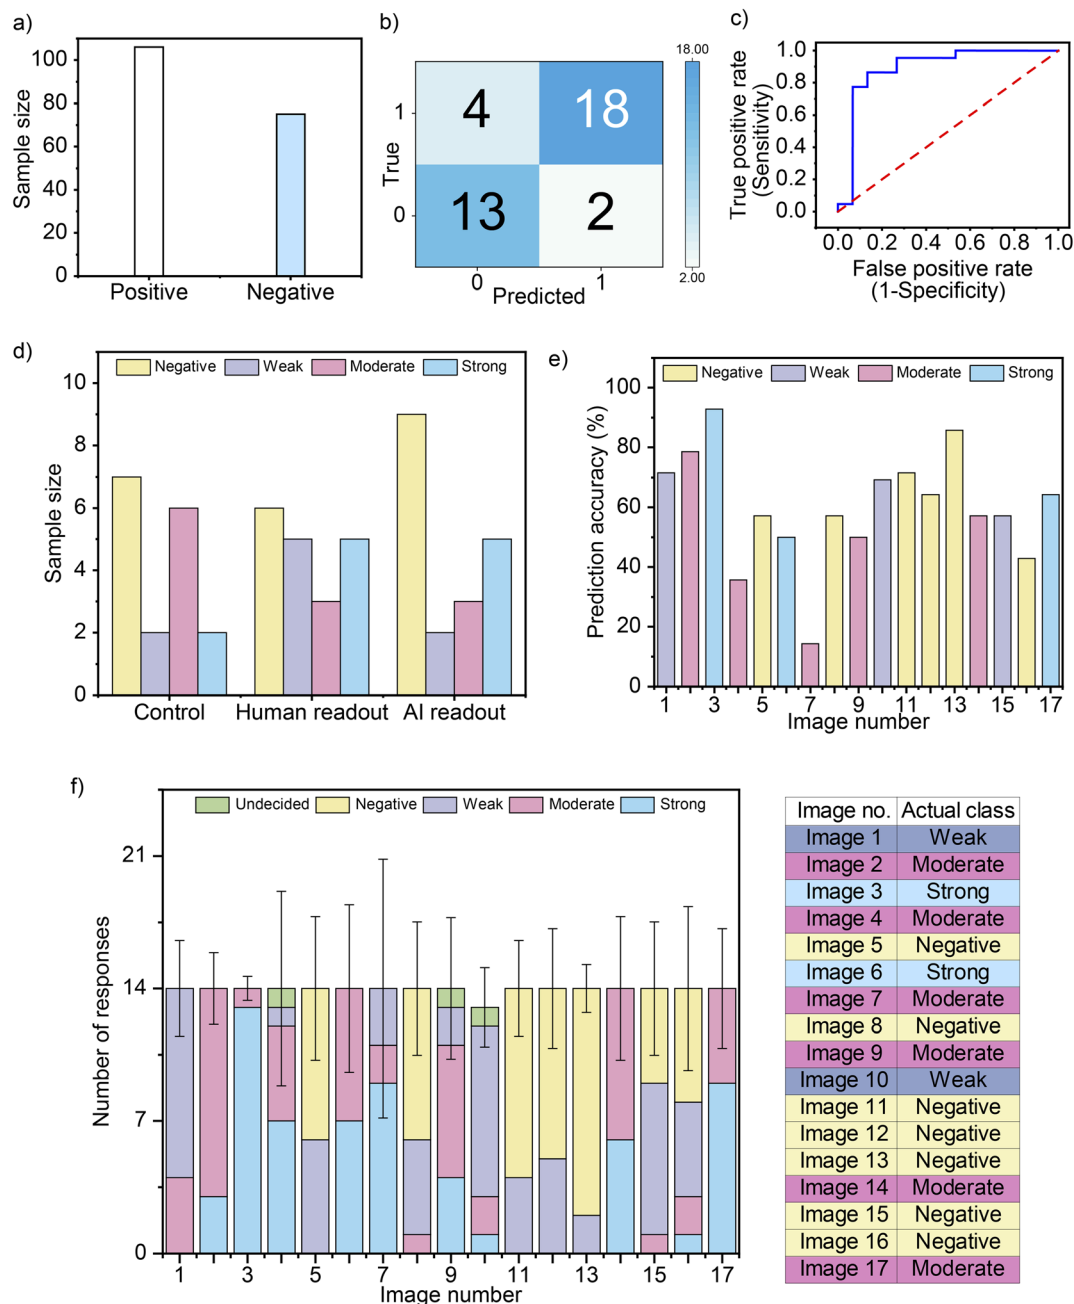 a)
Sample size
100
80
60
40
20
0
Positive
Negative
b)
True
1
0
4
18
13
2
0
1
Predicted
18.00
2.00
c)
True positive rate
(Sensitivity)
1.0
0.8
0.6
0.4
0.2
0.0
0.0 0.2 0.4 0.6 0.8 1.0
False positive rate
(1-Specificity)
d)
Negative Weak Moderate Strong
Sample size
10
8
6
4
2
0
Control Human readout AI readout
e)
Negative Weak Moderate Strong
Prediction accuracy (%)
100
80
60
40
20
0
1 3 5 7 9 11 13 15 17
Image number
f)
Undecided Negative Weak Moderate Strong
Number of responses
21
14
7
0
1 3 5 7 9 11 13 15 17
Image number
Image no. Actual class
Image 1 Weak
Image 2 Moderate
Image 3 Strong
Image 4 Moderate
Image 5 Negative
Image 6 Strong
Image 7 Moderate
Image 8 Negative
Image 9 Moderate
Image 10 Weak
Image 11 Negative
Image 12 Negative
Image 13 Negative
Image 14 Moderate
Image 15 Negative
Image 16 Negative
Image 17 Moderate